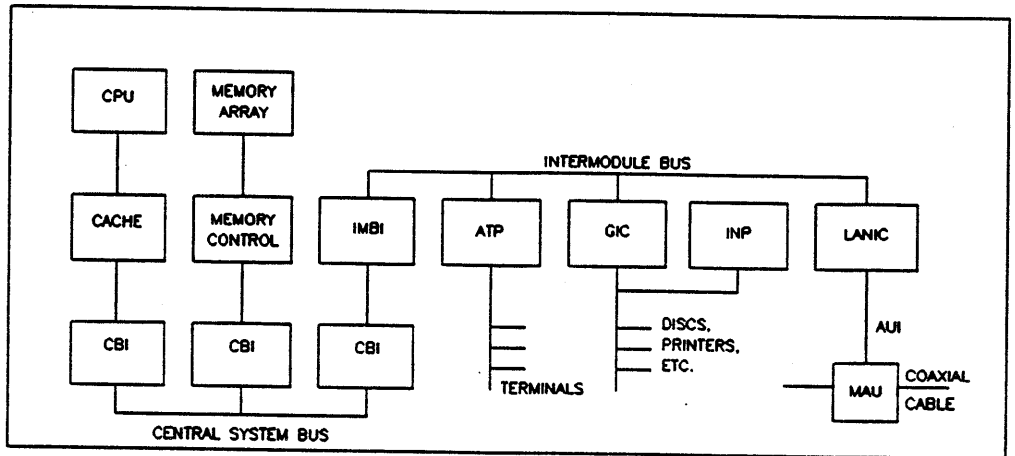 CPU
MEMORY
ARRAY
INTERMODULE BUS
CACHE
MEMORY
CONTROL
IMBI
ATP
GIC
INP
LANIC
CBI
CBI
CBI
TERMINALS
DISCS,
PRINTERS,
ETC.
AUI
MAU
COAXIAL
CABLE
CENTRAL SYSTEM BUS